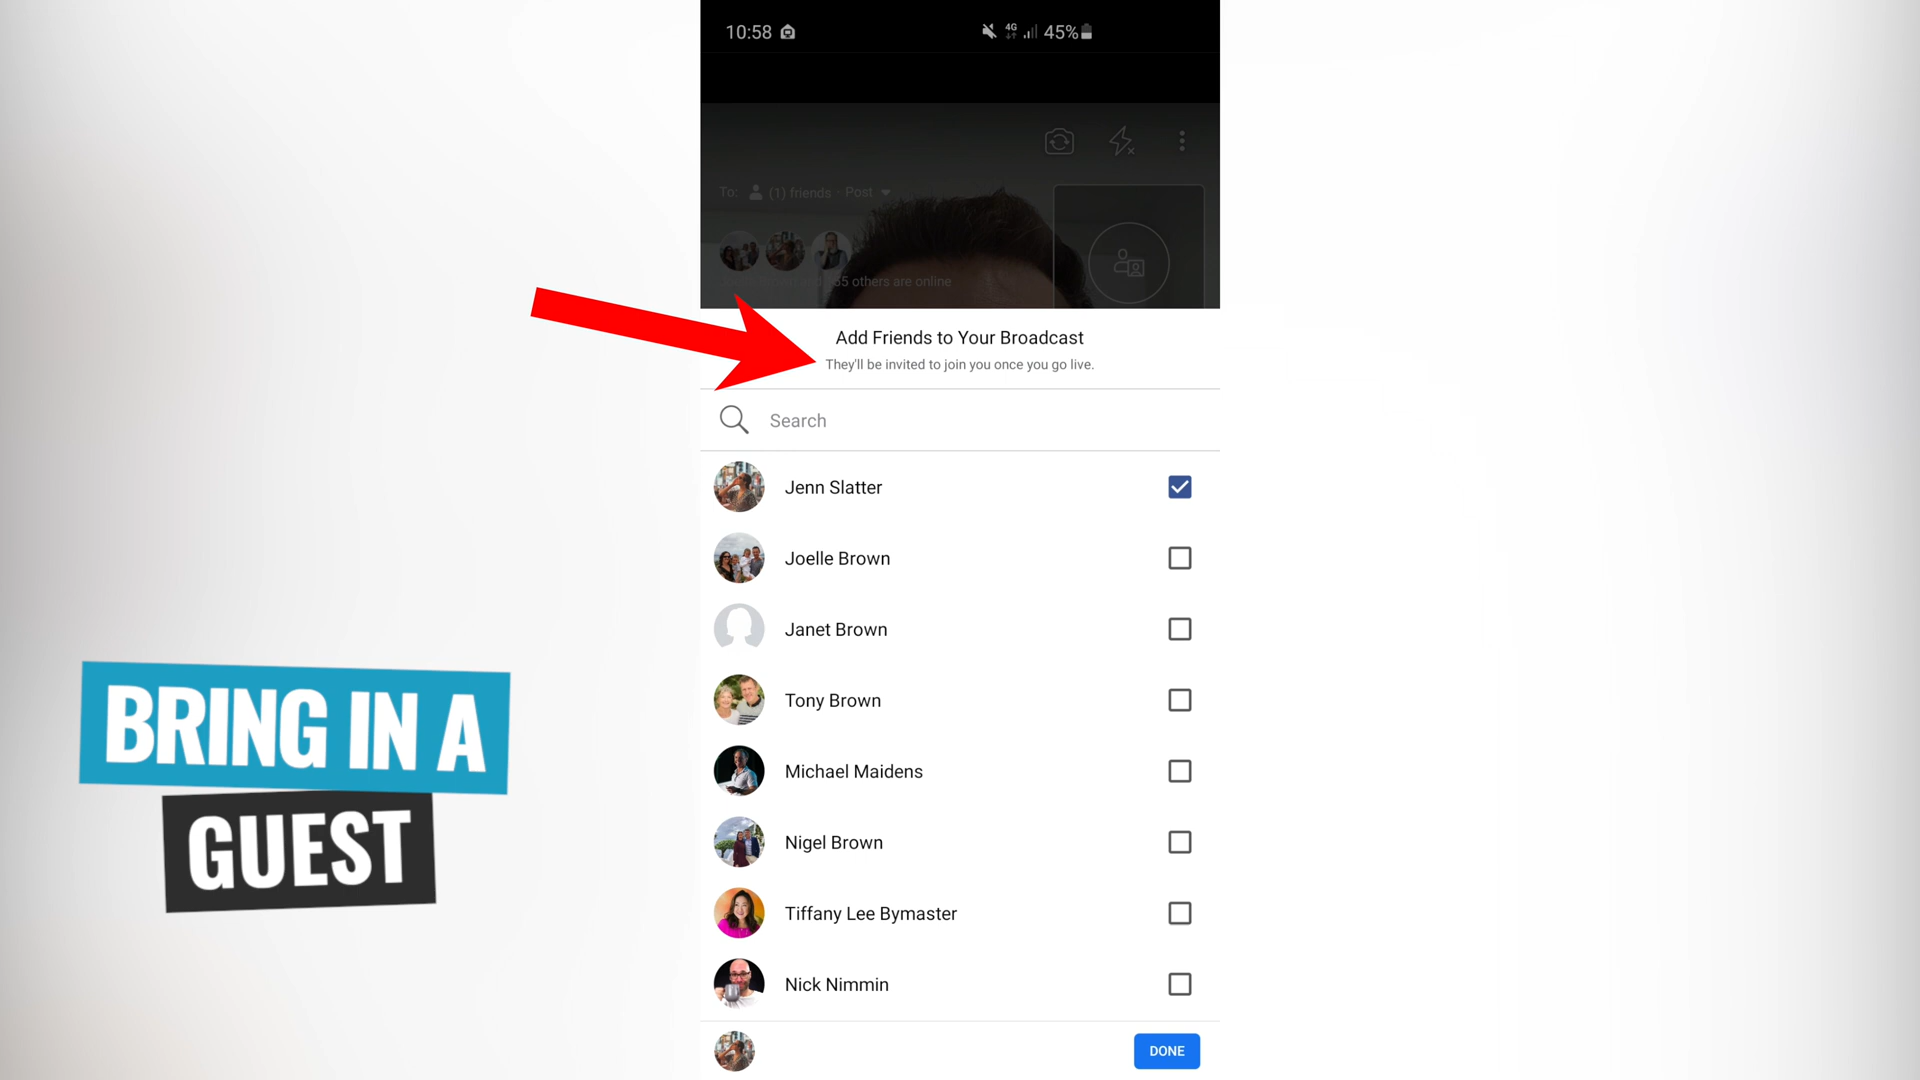 10:58
4G
45%
To: (1) friends · Post
55 others are online
Add Friends to Your Broadcast
They'll be invited to join you once you go live.
Search
Jenn Slatter
Joelle Brown
Janet Brown
Tony Brown
Michael Maidens
Nigel Brown
Tiffany Lee Bymaster
Nick Nimmin
DONE
BRING IN A
GUEST